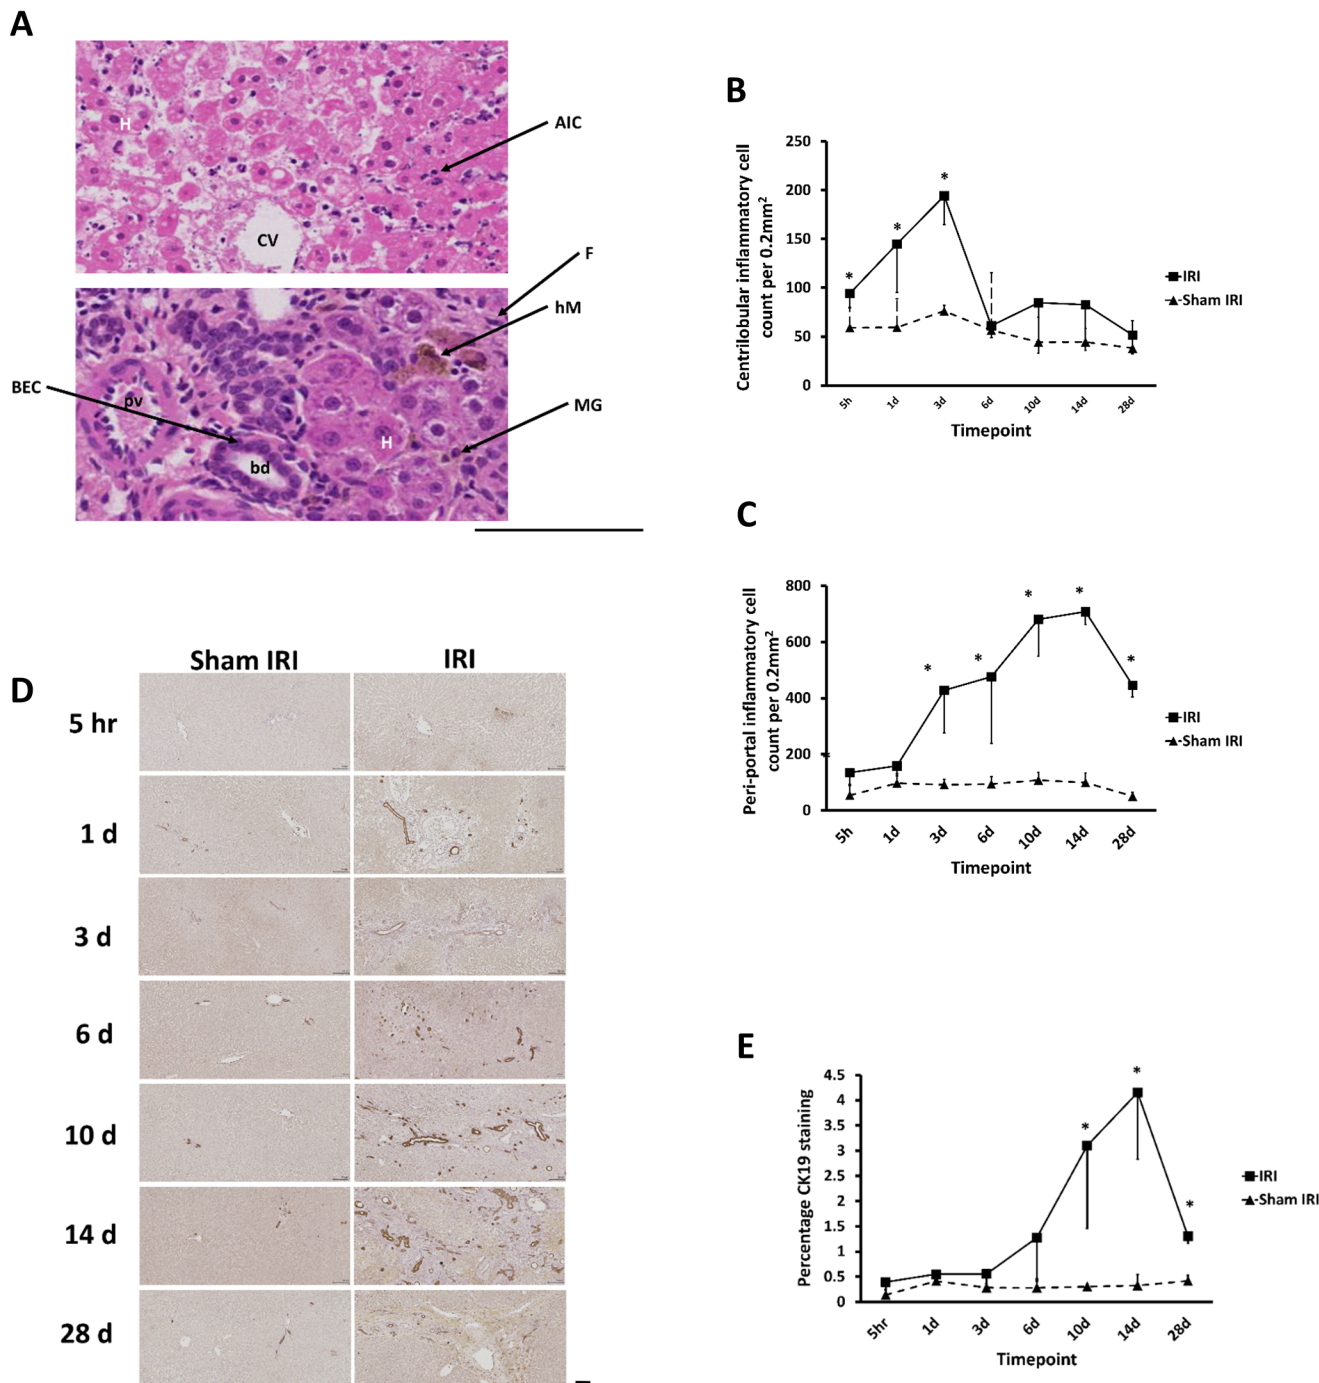 A
H
AIC
CV
F
hM
BEC
pv
MG
H
bd
B
Centrilobular inflammatory cell
count per 0.2mm²
250
200
150
100
50
0
* * *
5h 1d 3d 6d 10d 14d 28d
Timepoint
IRI
Sham IRI
C
Peri-portal inflammatory cell
count per 0.2mm²
800
600
400
200
0
* * * * *
5h 1d 3d 6d 10d 14d 28d
Timepoint
IRI
Sham IRI
D
Sham IRI IRI
5 hr
1 d
3 d
6 d
10 d
14 d
28 d
E
Percentage CK19 staining
4.5
4
3.5
3
2.5
2
1.5
1
0.5
0
* * *
5hr 1d 3d 6d 10d 14d 28d
Timepoint
IRI
Sham IRI